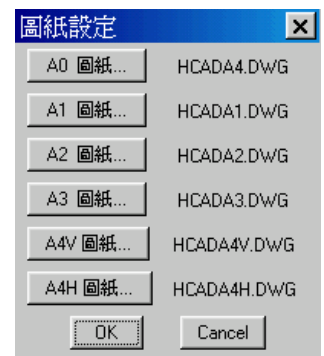 圖紙設定
A0 圖紙... HCADA4.DWG
A1 圖紙... HCADA1.DWG
A2 圖紙... HCADA2.DWG
A3 圖紙... HCADA3.DWG
A4V 圖紙... HCADA4V.DWG
A4H 圖紙... HCADA4H.DWG
OK Cancel